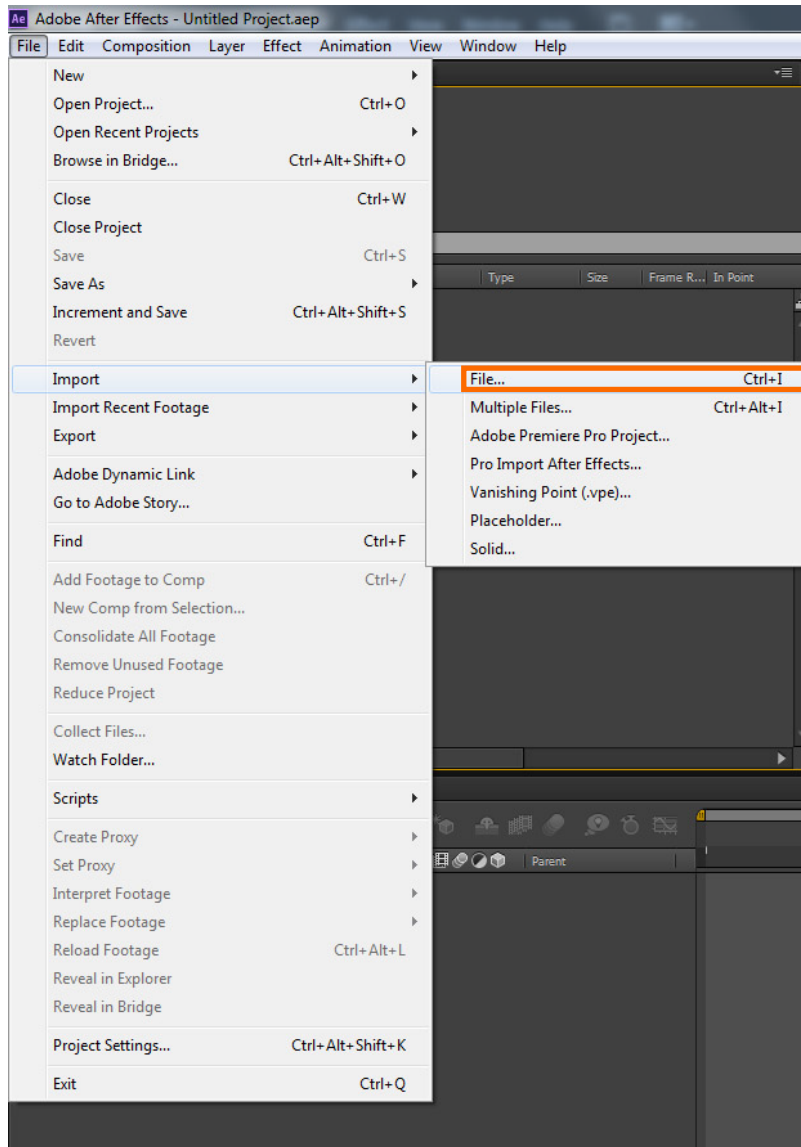 Ae Adobe After Effects - Untitled Project.aep
File Edit Composition Layer Effect Animation View Window Help
New
Open Project... Ctrl+O
Open Recent Projects
Browse in Bridge... Ctrl+Alt+Shift+O
Close Ctrl+W
Close Project
Save Ctrl+S
Save As
Type Size Frame R... In Point
Increment and Save Ctrl+Alt+Shift+S
Revert
Import
File... Ctrl+I
Import Recent Footage
Multiple Files... Ctrl+Alt+I
Export
Adobe Premiere Pro Project...
Pro Import After Effects...
Adobe Dynamic Link
Vanishing Point (.vpe)...
Go to Adobe Story...
Placeholder...
Find Ctrl+F
Solid...
Add Footage to Comp Ctrl+/
New Comp from Selection...
Consolidate All Footage
Remove Unused Footage
Reduce Project
Collect Files...
Watch Folder...
Scripts
Create Proxy
Set Proxy
Parent
Interpret Footage
Replace Footage
Reload Footage Ctrl+Alt+L
Reveal in Explorer
Reveal in Bridge
Project Settings... Ctrl+Alt+Shift+K
Exit Ctrl+Q